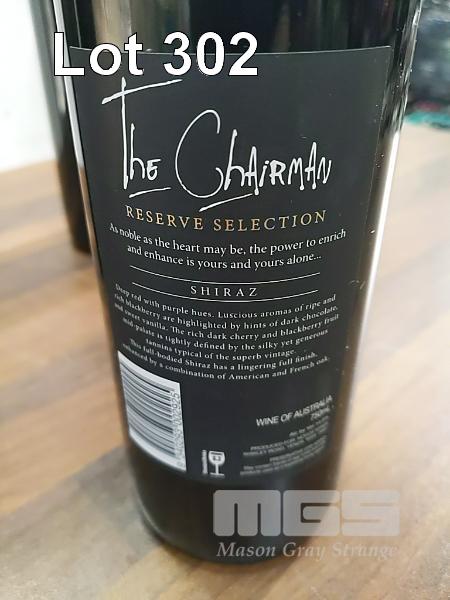 Lot 302
The Chairman
RESERVE SELECTION
As noble as the heart may be, the power to enrich
and enhance is yours and yours alone...
SHIRAZ
Deep red with purple hues. Luscious aromas of ripe and
rich blackberry are highlighted by hints of dark chocolate,
and sweet vanilla. The rich dark cherry and blackberry fruit
mid-palate is tightly defined by the silky yet generous
tannins typical of the superb vintage.
This full-bodied Shiraz has a lingering full finish,
enhanced by a combination of American and French oak.
WINE OF AUSTRALIA
750mL
MGS
Mason Gray Strange